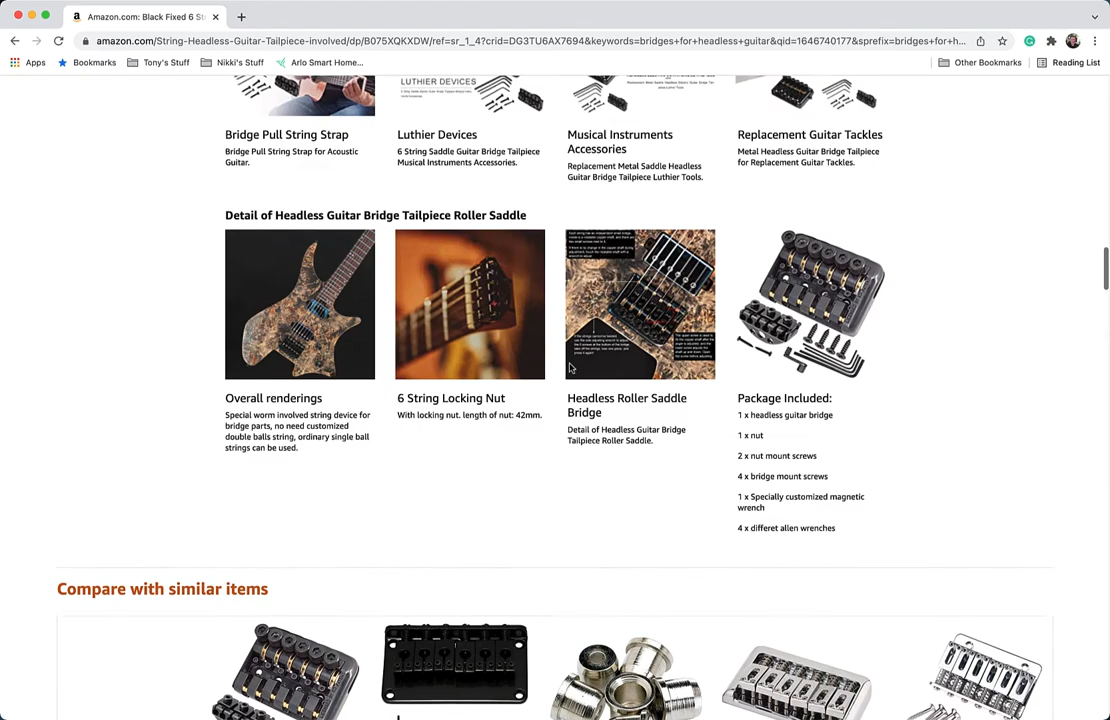 Amazon.com: Black Fixed 6 St
amazon.com/String-Headless-Guitar-Tailpiece-involved/dp/B075XQKXDW/ref=sr_1_4?crid=DG3TU6AX7694&keywords=bridges+for+headless+guitar&qid=1646740177&sprefix=bridges+for+h...
Apps Bookmarks Tony's Stuff Nikki's Stuff Arlo Smart Home... Other Bookmarks Reading List
LUTHIER DEVICES
Bridge Pull String Strap
Bridge Pull String Strap for Acoustic
Guitar.
Luthier Devices
6 String Saddle Guitar Bridge Tailpiece
Musical Instruments Accessories.
Musical Instruments
Accessories
Replacement Metal Saddle Headless
Guitar Bridge Tailpiece Luthier Tools.
Replacement Guitar Tackles
Metal Headless Guitar Bridge Tailpiece
for Replacement Guitar Tackles.
Detail of Headless Guitar Bridge Tailpiece Roller Saddle
Overall renderings
Special worm involved string device for
bridge parts, no need customized
double balls string, ordinary single ball
strings can be used.
6 String Locking Nut
With locking nut. length of nut: 42mm.
Headless Roller Saddle
Bridge
Detail of Headless Guitar Bridge
Tailpiece Roller Saddle.
Package Included:
1 x headless guitar bridge
1 x nut
2 x nut mount screws
4 x bridge mount screws
1 x Specially customized magnetic
wrench
4 x differet allen wrenches
Compare with similar items